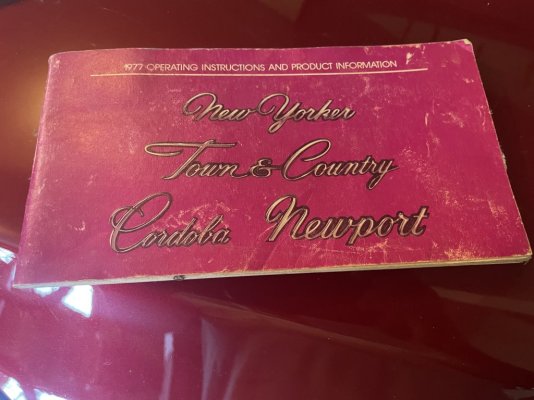 1977 OPERATING INSTRUCTIONS AND PRODUCT INFORMATION
New Yorker
Town & Country
Cordoba Newport